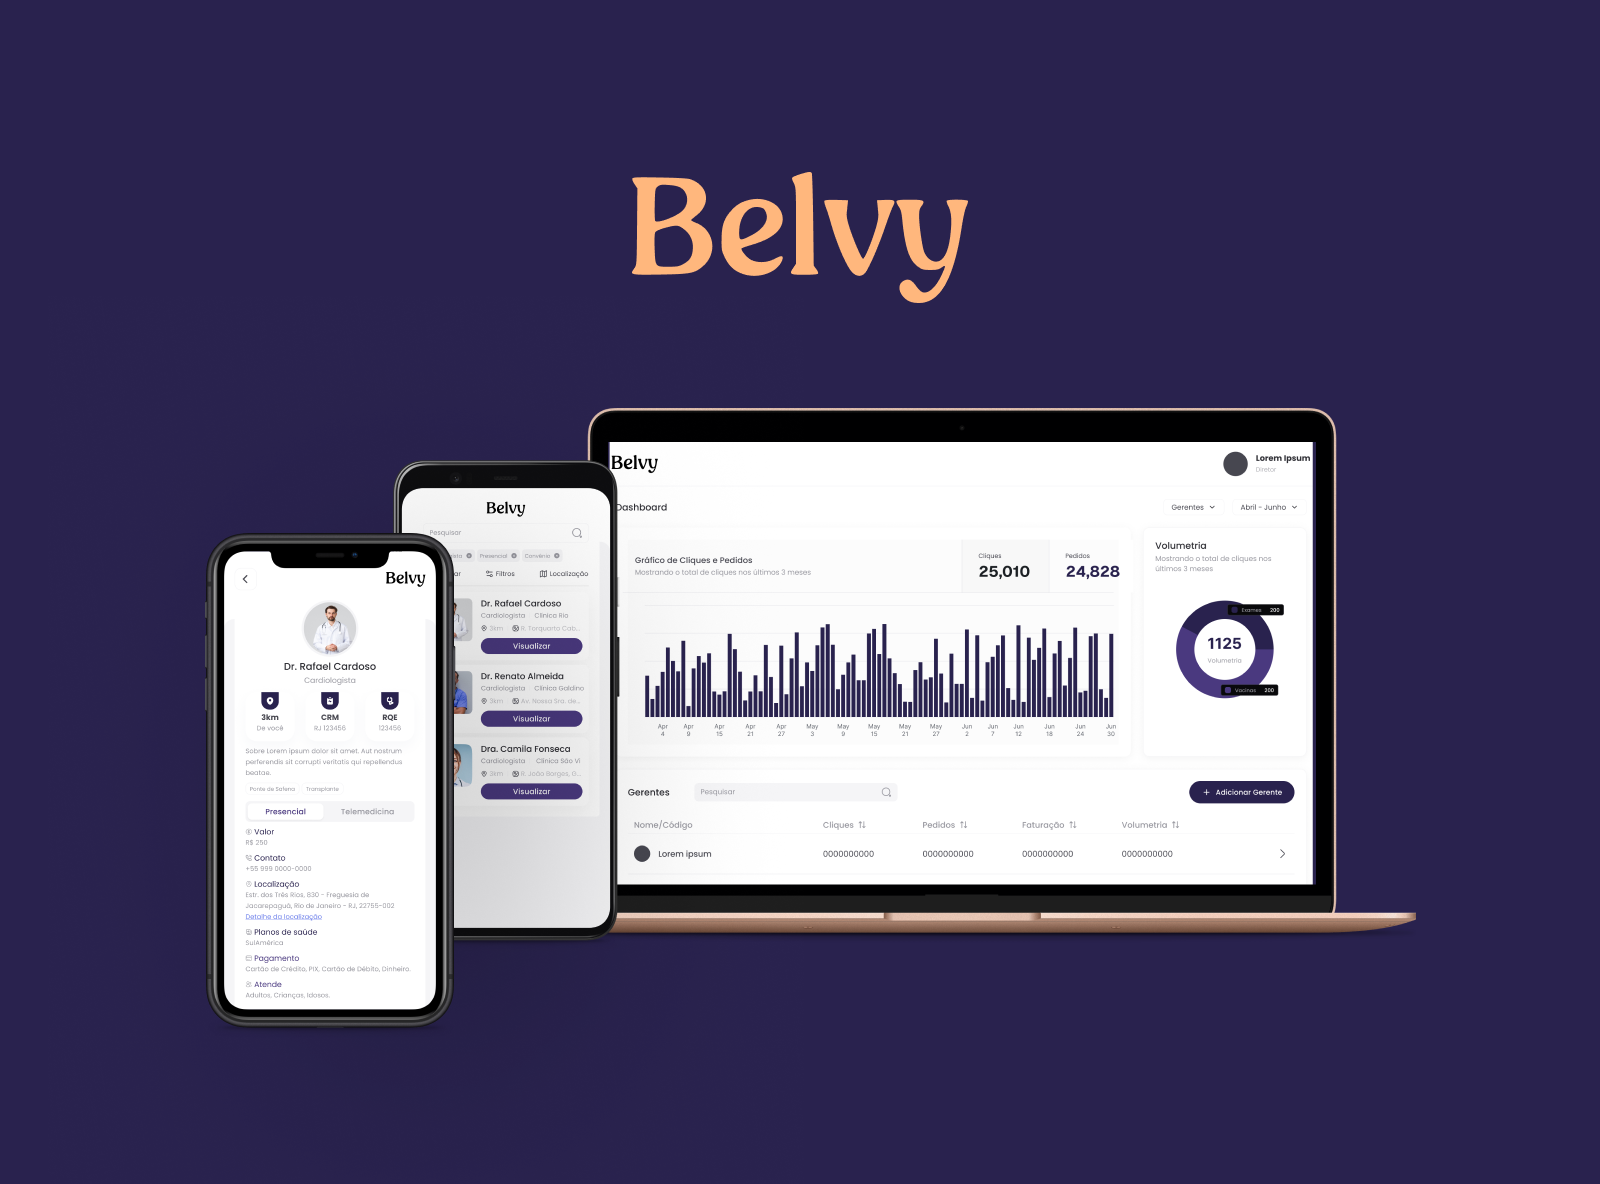 Belvy
Belvy
Lorem Ipsum
Diretor
Dashboard
Gerentes
Abril - Junho
Gráfico de Cliques e Pedidos
Mostrando o total de cliques nos últimos 3 meses
Cliques
25,010
Pedidos
24,828
Apr 4
Apr 9
Apr 15
Apr 21
Apr 27
May 3
May 9
May 15
May 21
May 27
Jun 2
Jun 7
Jun 12
Jun 18
Jun 24
Jun 30
Volumetria
Mostrando o total de cliques nos
últimos 3 meses
Exames 200
1125
Volumetria
Vacinas 200
Gerentes
Pesquisar
+ Adicionar Gerente
Nome/Código
Cliques
Pedidos
Faturação
Volumetria
Lorem ipsum
0000000000
0000000000
0000000000
0000000000
Belvy
Pesquisar
Presencial
Convênio
Filtros
Localização
Dr. Rafael Cardoso
Cardiologista Clínica Rio
3km R. Torquarto Cab...
Visualizar
Dr. Renato Almeida
Cardiologista Clínica Galdino
3km Av. Nossa Sra. de...
Visualizar
Dra. Camila Fonseca
Cardiologista Clínica São Vi
3km R. João Borges, G...
Visualizar
Belvy
Dr. Rafael Cardoso
Cardiologista
3km
De você
CRM
RJ 123456
RQE
123456
Sobre Lorem ipsum dolor sit amet. Aut nostrum
perferendis sit corrupti veritatis qui repellendus
beatae.
Ponte de Safena
Transplante
Presencial
Telemedicina
Valor
R$ 250
Contato
+55 999 0000-0000
Localização
Estr. dos Três Rios, 830 - Freguesia de
Jacarepaguá, Rio de Janeiro - RJ, 22755-002
Detalhe da localização
Planos de saúde
SulAmérica
Pagamento
Cartão de Crédito, PIX, Cartão de Débito, Dinheiro.
Atende
Adultos, Crianças, Idosos.